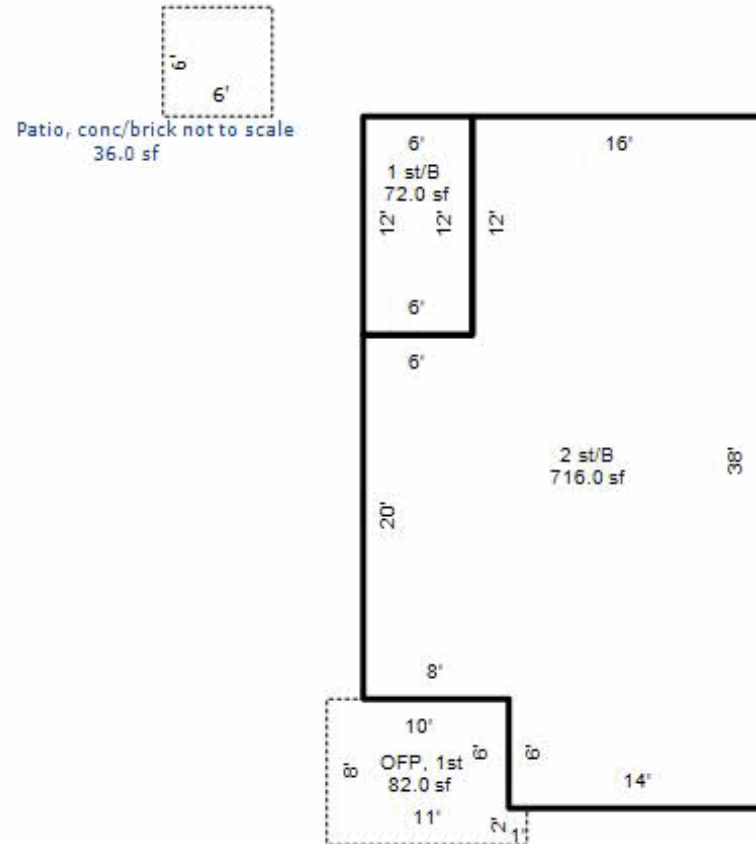 6'
6'
Patio, conc/brick not to scale
36.0 sf
6'
16'
1 st/B
72.0 sf
12'
12'
12'
6'
6'
2 st/B
716.0 sf
38'
20'
8'
10'
6'
6'
8'
OFP, 1st
82.0 sf
14'
11'
2'
1'